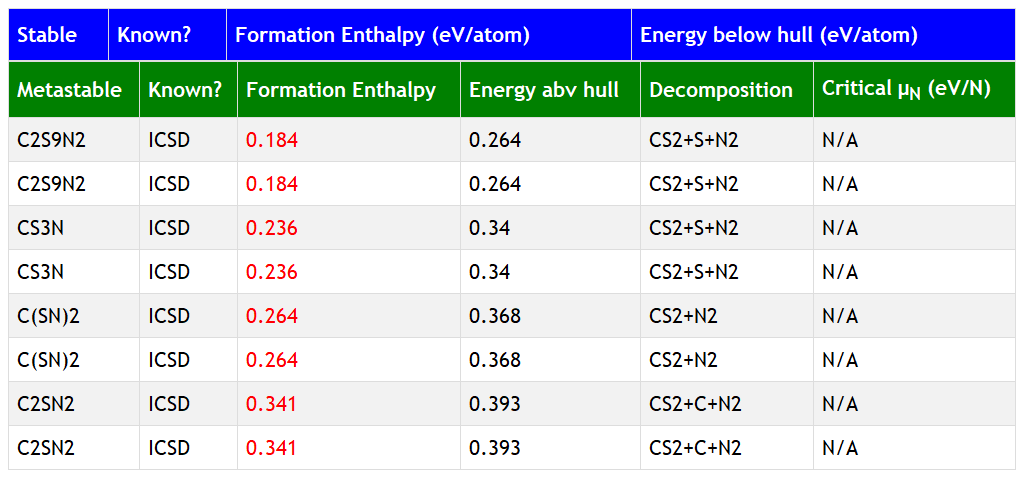 Stable Known? Formation Enthalpy (eV/atom) Energy below hull (eV/atom)
Metastable Known? Formation Enthalpy Energy abv hull Decomposition Critical μN (eV/N)
C2S9N2 ICSD 0.184 0.264 CS2+S+N2 N/A
C2S9N2 ICSD 0.184 0.264 CS2+S+N2 N/A
CS3N ICSD 0.236 0.34 CS2+S+N2 N/A
CS3N ICSD 0.236 0.34 CS2+S+N2 N/A
C(SN)2 ICSD 0.264 0.368 CS2+N2 N/A
C(SN)2 ICSD 0.264 0.368 CS2+N2 N/A
C2SN2 ICSD 0.341 0.393 CS2+C+N2 N/A
C2SN2 ICSD 0.341 0.393 CS2+C+N2 N/A